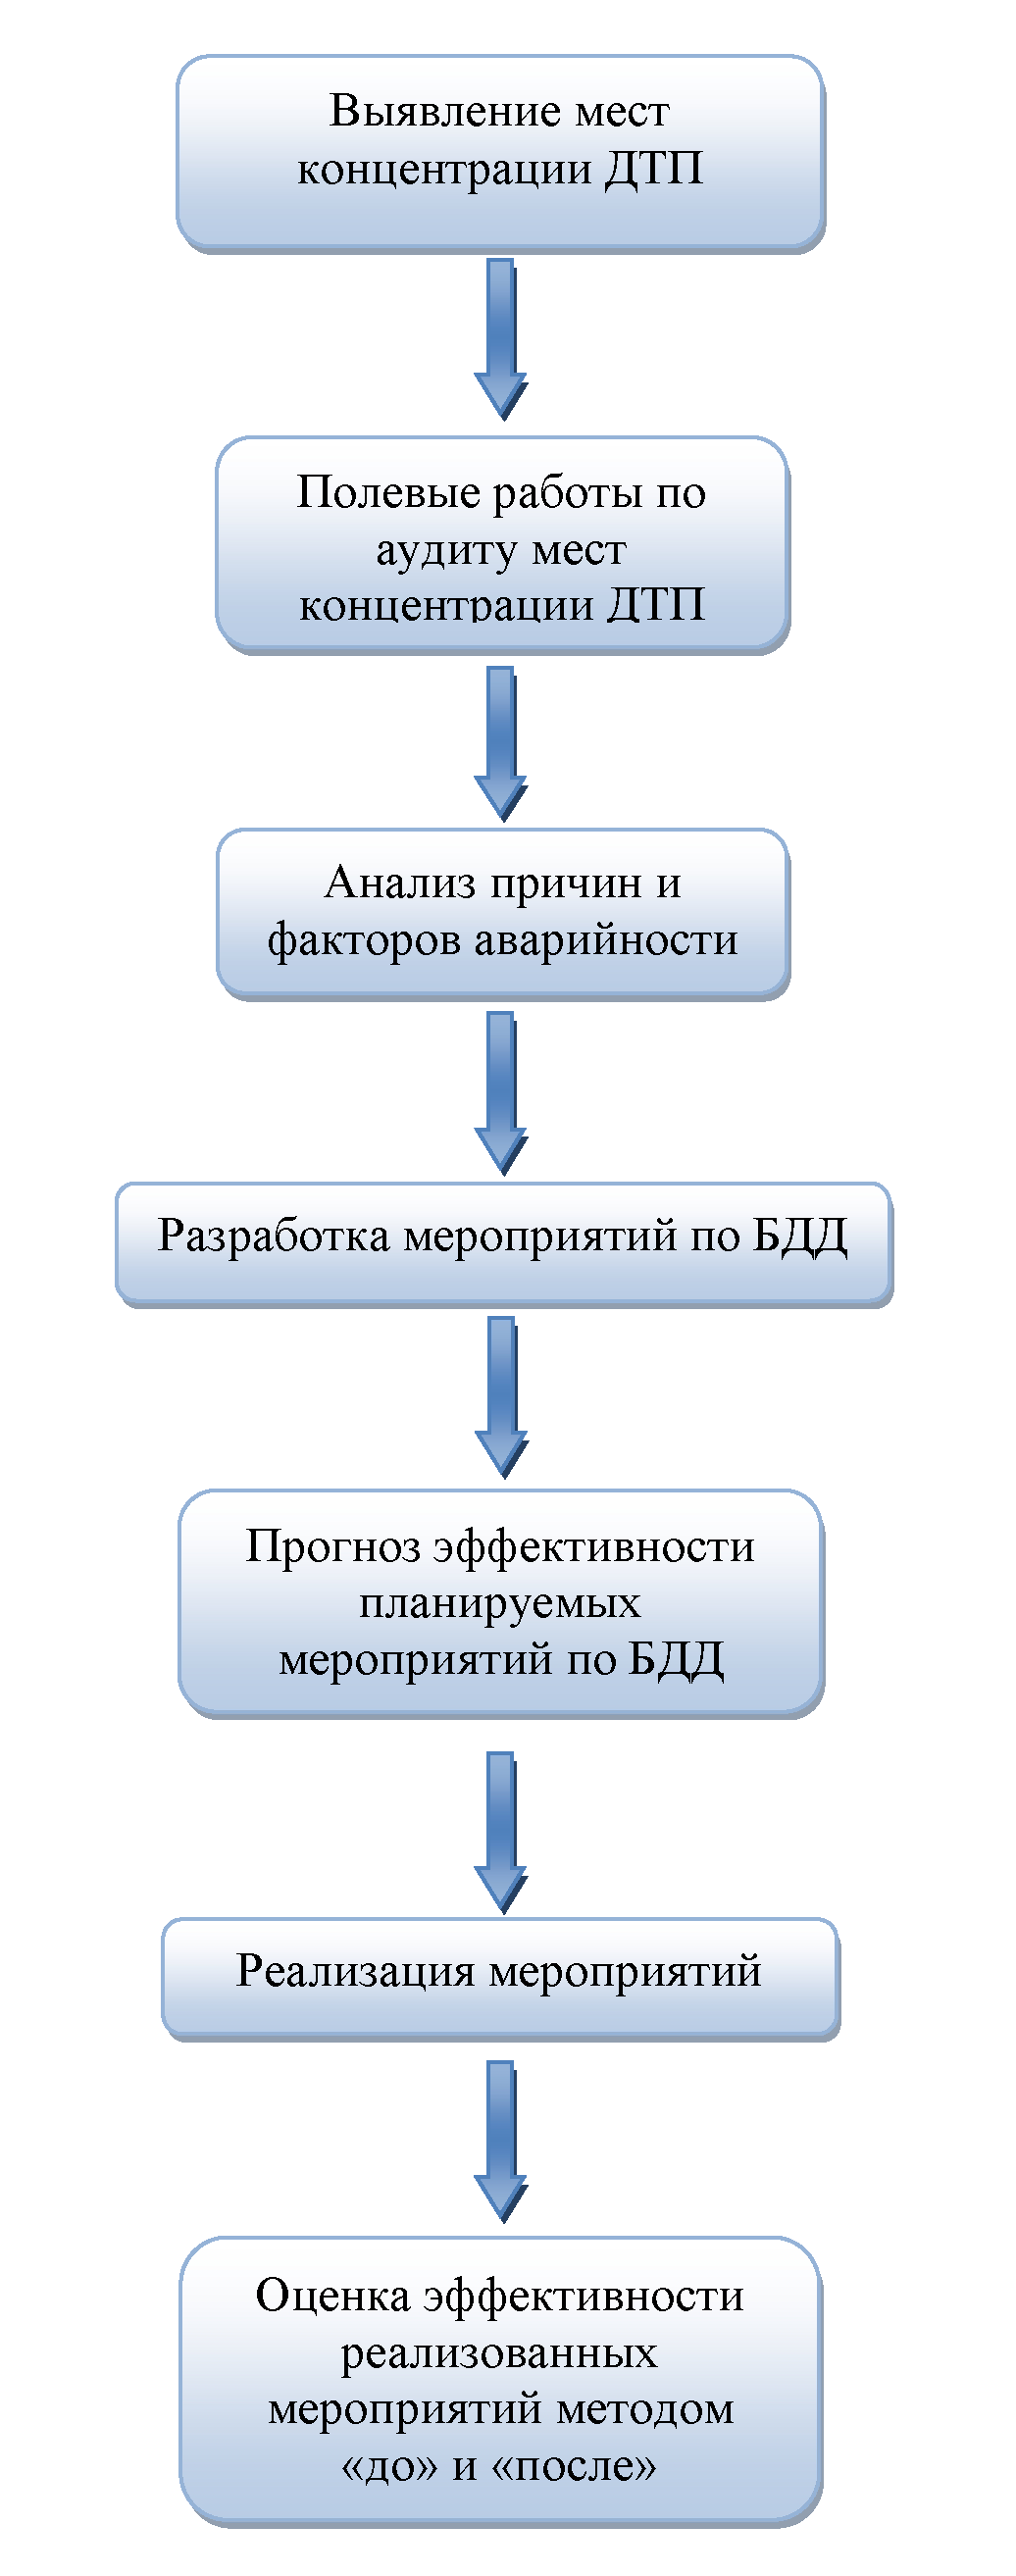 Выявление мест
концентрации ДТП
Полевые работы по
аудиту мест
концентрации ДТП
Анализ причин и
факторов аварийности
Разработка мероприятий по БДД
Прогноз эффективности
планируемых
мероприятий по БДД
Реализация мероприятий
Оценка эффективности
реализованных
мероприятий методом
«до» и «после»